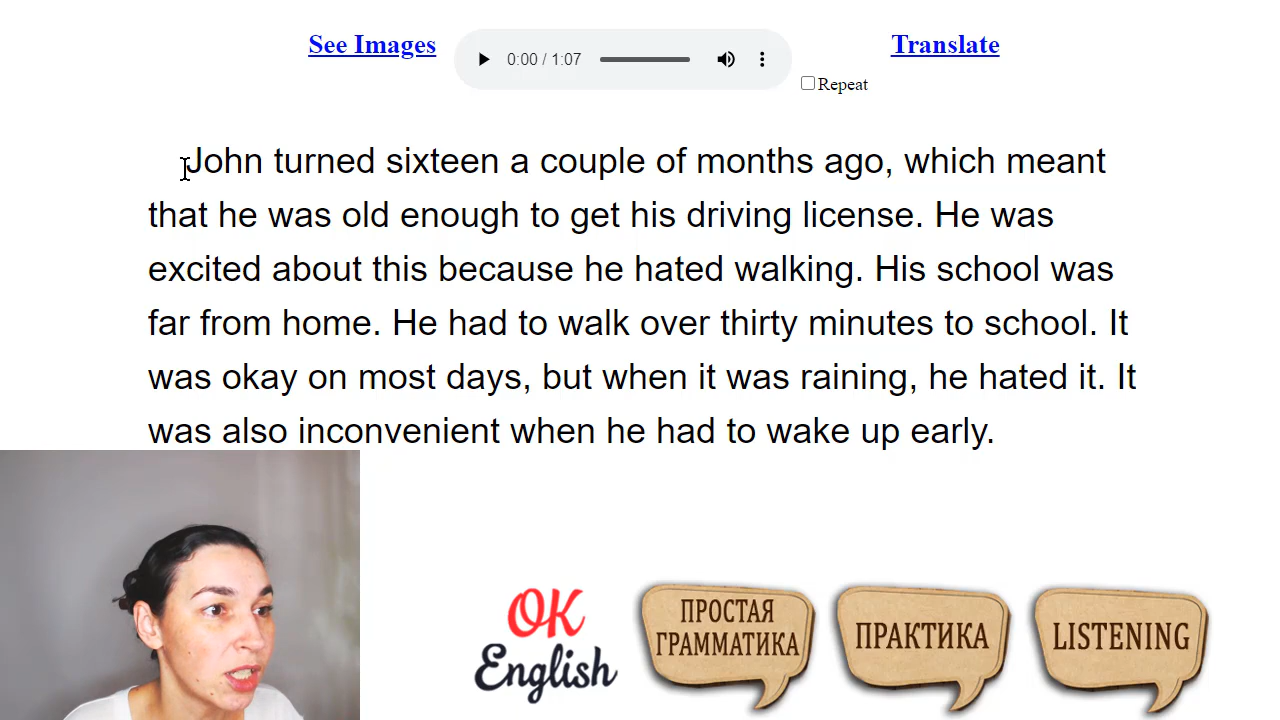 See Images
0:00 / 1:07
Translate
Repeat
John turned sixteen a couple of months ago, which meant
that he was old enough to get his driving license. He was
excited about this because he hated walking. His school was
far from home. He had to walk over thirty minutes to school. It
was okay on most days, but when it was raining, he hated it. It
was also inconvenient when he had to wake up early.
OK
English
ПРОСТАЯ
ГРАММАТИКА
ПРАКТИКА
LISTENING